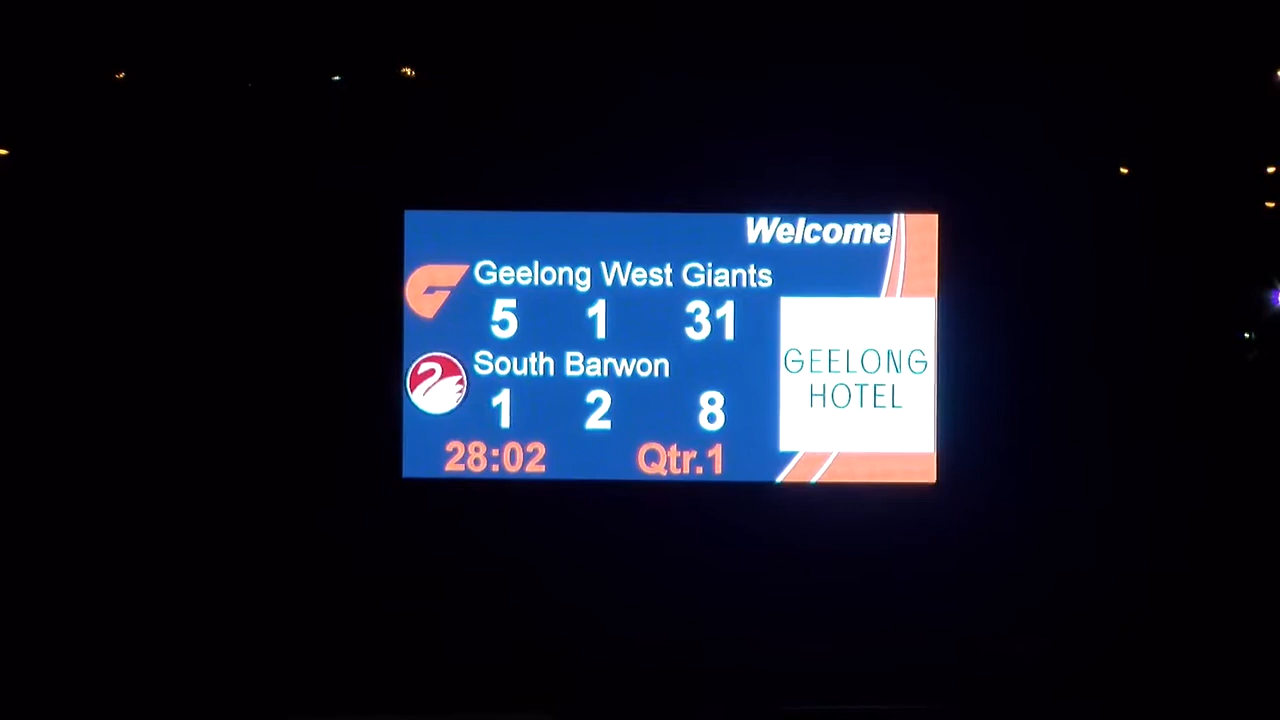 Welcome
Geelong West Giants
5 1 31
South Barwon
1 2 8
28:02 Qtr.1
GEELONG
HOTEL